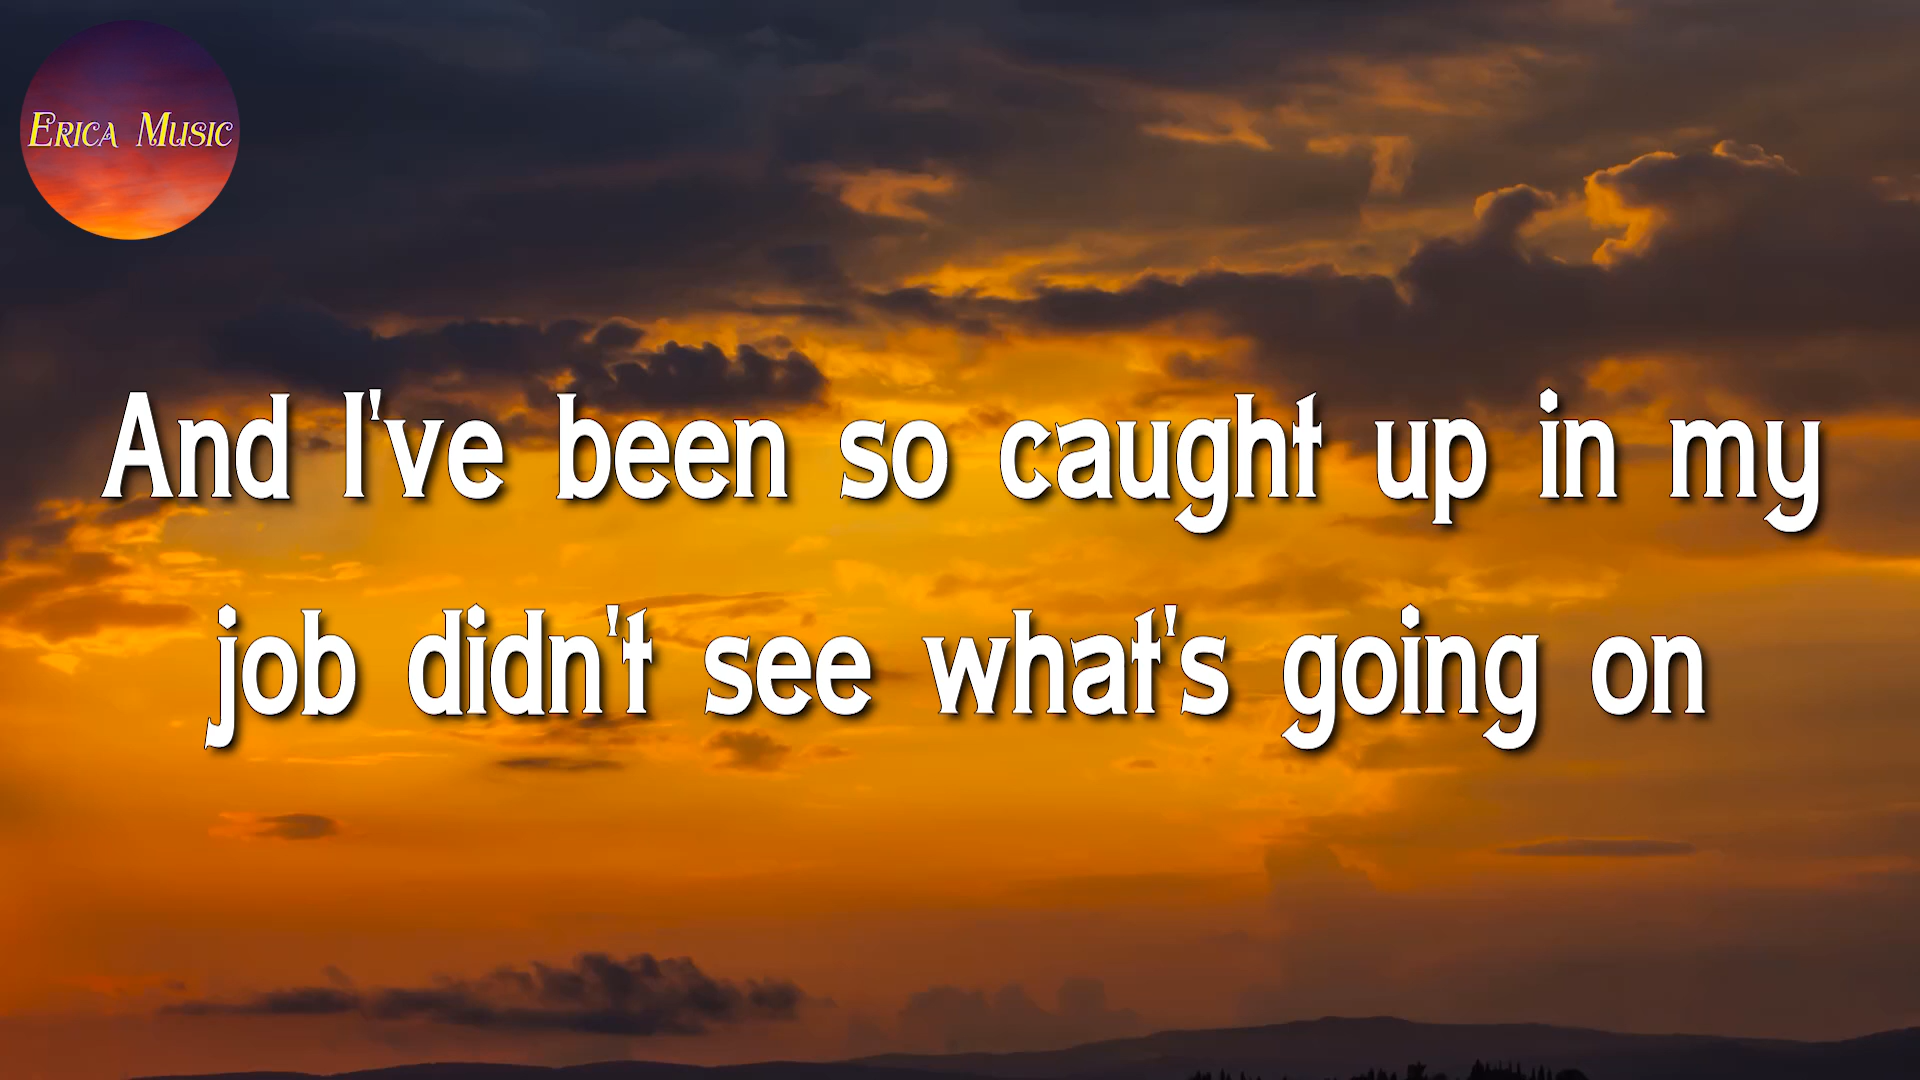 Erica Music
And I've been so caught up in my
job didn't see what's going on